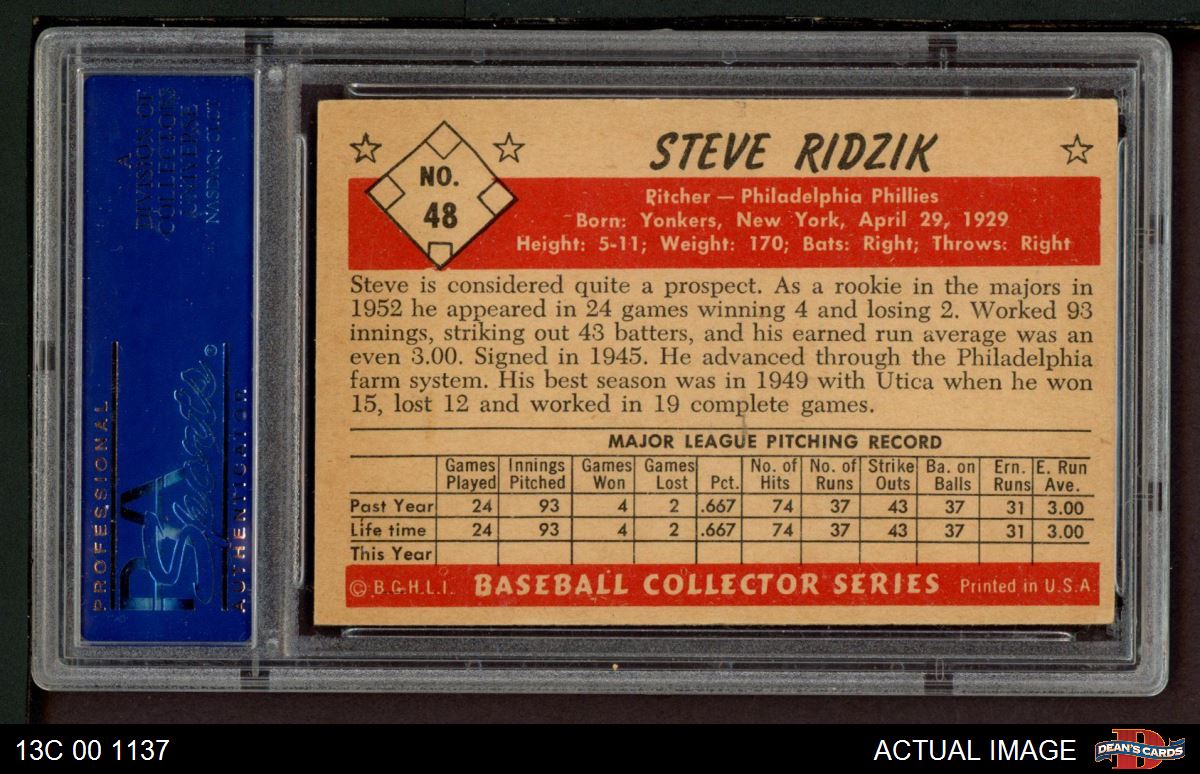 A
DIVISION OF
COLLECTORS
UNIVERSE
NASDAQ: CLCT
PROFESSIONAL
PSA
Sports®
AUTHENTICATOR
NO.
48
STEVE RIDZIK
Pitcher — Philadelphia Phillies
Born: Yonkers, New York, April 29, 1929
Height: 5-11; Weight: 170; Bats: Right; Throws: Right
Steve is considered quite a prospect. As a rookie in the majors in
1952 he appeared in 24 games winning 4 and losing 2. Worked 93
innings, striking out 43 batters, and his earned run average was an
even 3.00. Signed in 1945. He advanced through the Philadelphia
farm system. His best season was in 1949 with Utica when he won
15, lost 12 and worked in 19 complete games.
MAJOR LEAGUE PITCHING RECORD
Games Played Innings Pitched Games Won Games Lost Pct. No. of Hits No. of Runs Strike Outs Ba. on Balls Ern. Runs E. Run Ave.
Past Year 24 93 4 2 .667 74 37 43 37 31 3.00
Life time 24 93 4 2 .667 74 37 43 37 31 3.00
This Year
© B.G.H.L.I. BASEBALL COLLECTOR SERIES Printed in U.S.A.
13C 00 1137
ACTUAL IMAGE
DEAN'S CARDS